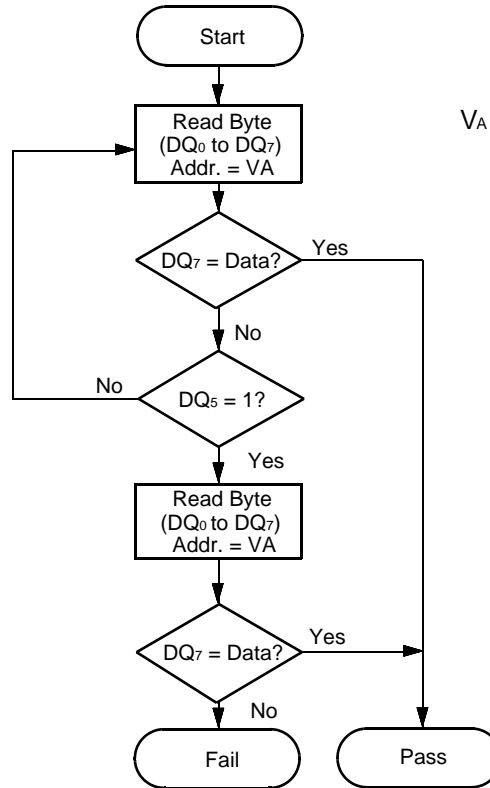 Start
Read Byte
(DQ₀ to DQ₇)
Addr. = VA
VA
DQ₇ = Data?
Yes
No
No
DQ₅ = 1?
Yes
Read Byte
(DQ₀ to DQ₇)
Addr. = VA
DQ₇ = Data?
Yes
No
Fail
Pass